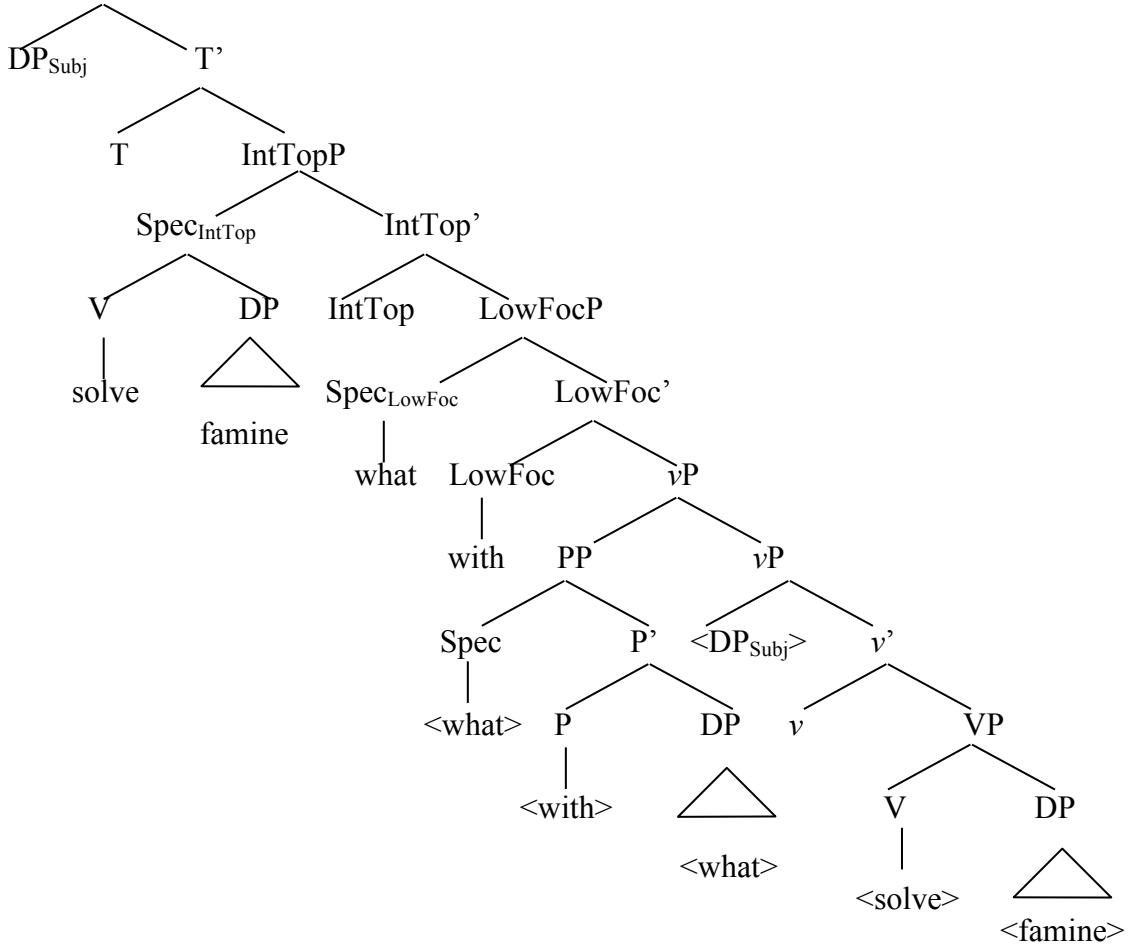 DPSubj T’
T IntTopP
SpecIntTop IntTop’
V DP IntTop LowFocP
solve SpecLowFoc LowFoc’
famine
what LowFoc vP
with PP vP
Spec P’ <DPSubj> v’
<what> P DP v VP
<with> V DP
<what>
<solve>
<famine>